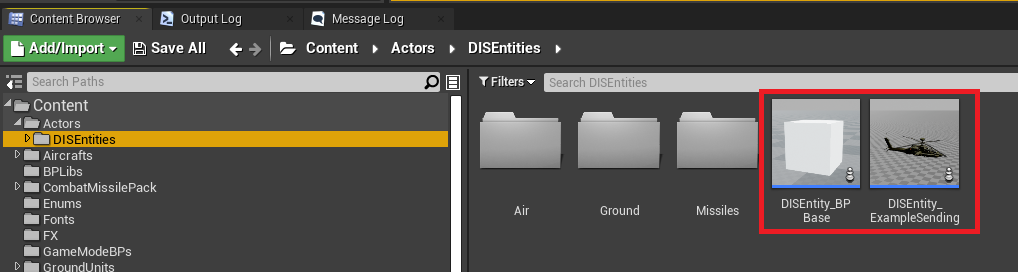 Content Browser
Output Log
Message Log
Add/Import
Save All
Content
Actors
DISEntities
Search Paths
Filters
Search DISEntities
Content
Actors
DISEntities
Aircrafts
BPLibs
CombatMissilePack
Enums
Fonts
FX
GameModeBPs
GroundUnits
Air
Ground
Missiles
DISEntity_BP
Base
DISEntity_
ExampleSending